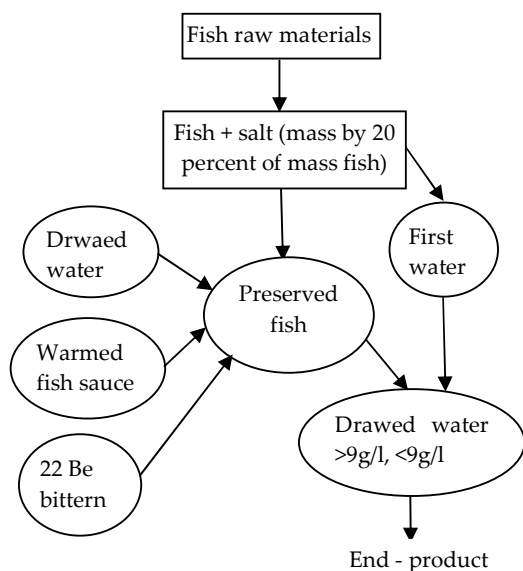 Fish raw materials
Fish + salt (mass by 20
percent of mass fish)
Drwaed
water
First
water
Preserved
fish
Warmed
fish sauce
Drawed water
>9g/l, <9g/l
22 Be
bittern
End - product